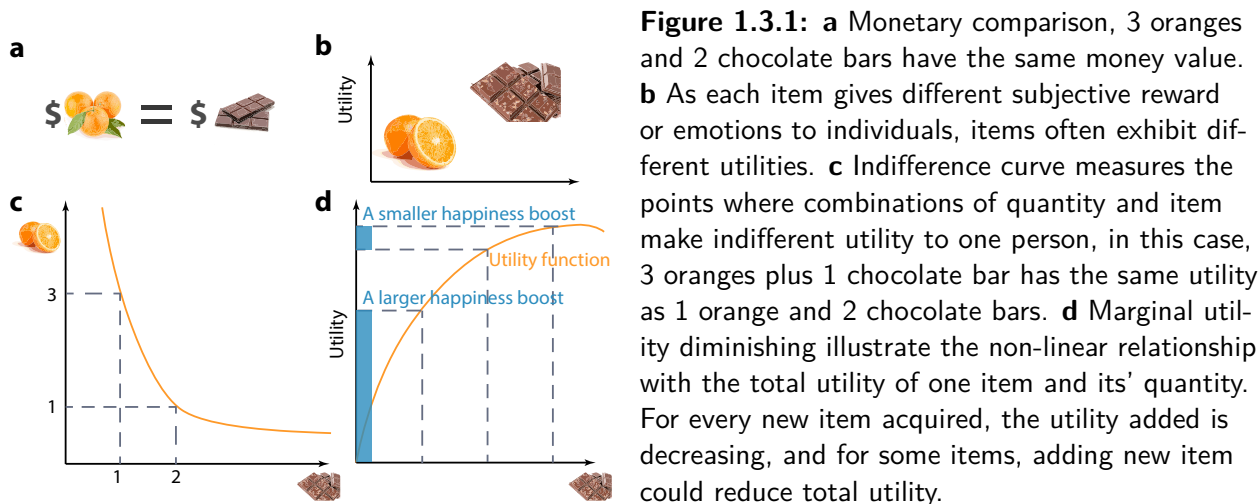 a
$ = $
b
Utility
c
3
1
1
2
d
A smaller happiness boost
Utility function
A larger happiness boost
Utility
Figure 1.3.1: a Monetary comparison, 3 oranges
and 2 chocolate bars have the same money value.
b As each item gives different subjective reward
or emotions to individuals, items often exhibit dif-
ferent utilities. c Indifference curve measures the
points where combinations of quantity and item
make indifferent utility to one person, in this case,
3 oranges plus 1 chocolate bar has the same utility
as 1 orange and 2 chocolate bars. d Marginal util-
ity diminishing illustrate the non-linear relationship
with the total utility of one item and its' quantity.
For every new item acquired, the utility added is
decreasing, and for some items, adding new item
could reduce total utility.